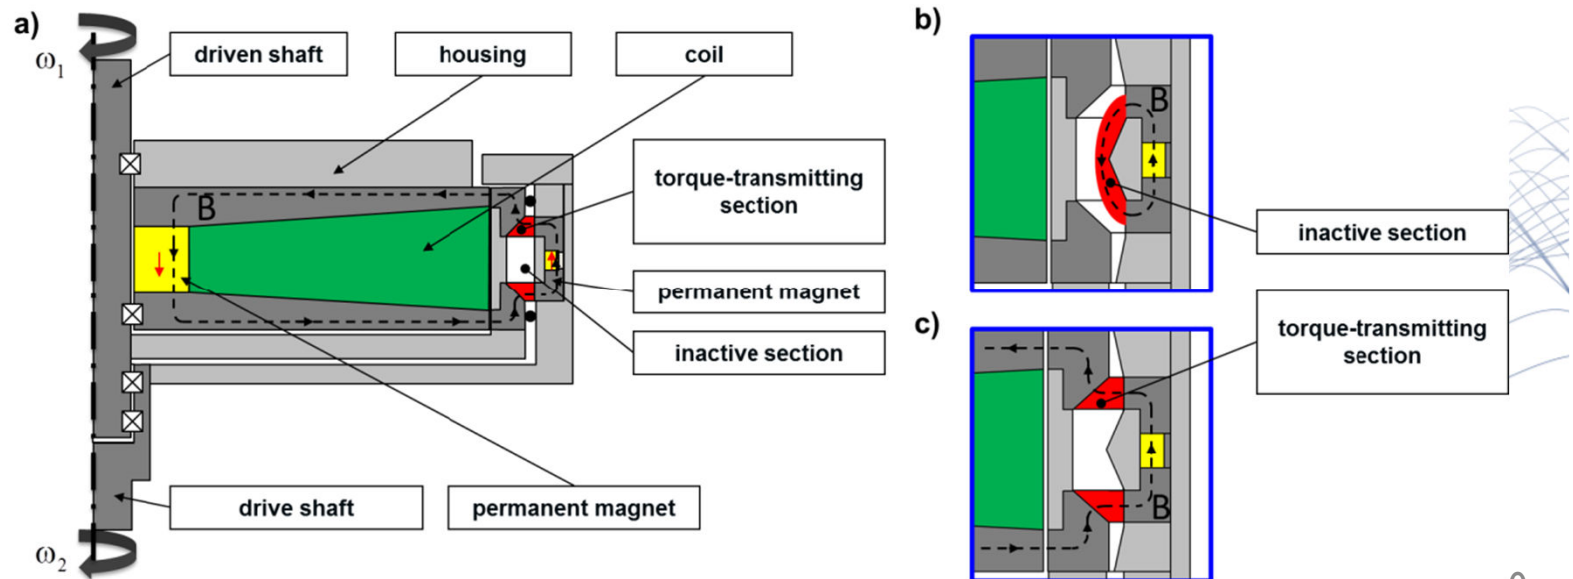 a)
ω1
driven shaft
housing
coil
torque-transmitting
section
B
permanent magnet
inactive section
drive shaft
permanent magnet
ω2
b)
B
inactive section
c)
torque-transmitting
section
B